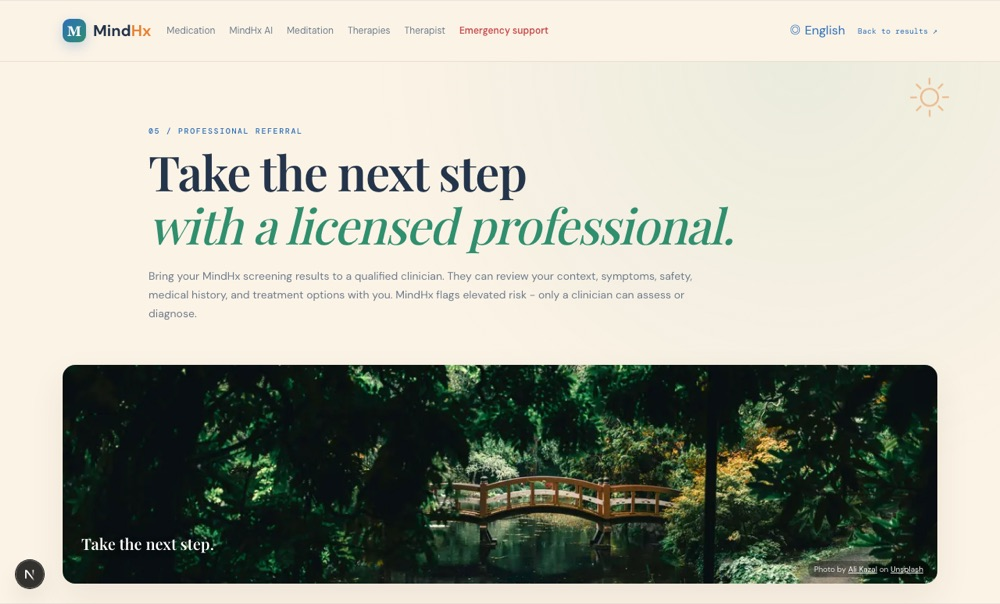 M MindHx Medication MindHx AI Meditation Therapies Therapist Emergency support English Back to results ↗
05 / PROFESSIONAL REFERRAL
Take the next step
with a licensed professional.
Bring your MindHx screening results to a qualified clinician. They can review your context, symptoms, safety,
medical history, and treatment options with you. MindHx flags elevated risk - only a clinician can assess or
diagnose.
Take the next step.
Photo by Ali Kazal on Unsplash
N